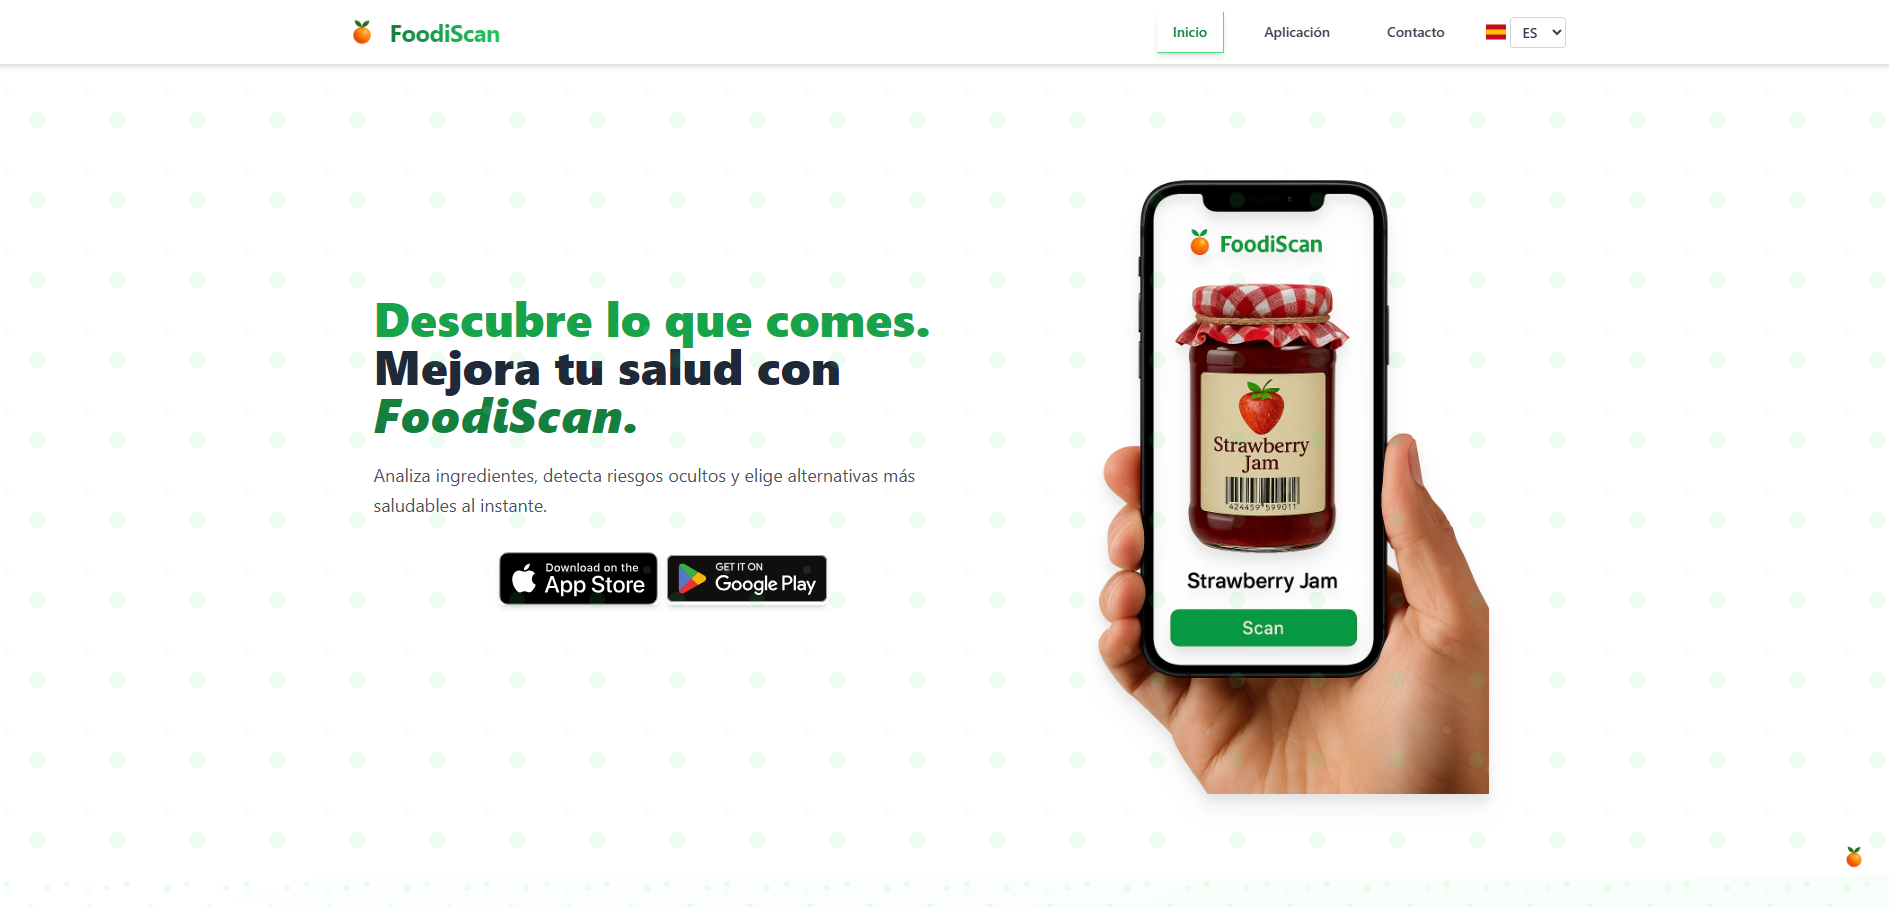 FoodiScan
Inicio
Aplicación
Contacto
ES
Descubre lo que comes.
Mejora tu salud con
FoodiScan.
Analiza ingredientes, detecta riesgos ocultos y elige alternativas más
saludables al instante.
Download on the
App Store
GET IT ON
Google Play
FoodiScan
Strawberry
Jam
424459 599011
Strawberry Jam
Scan